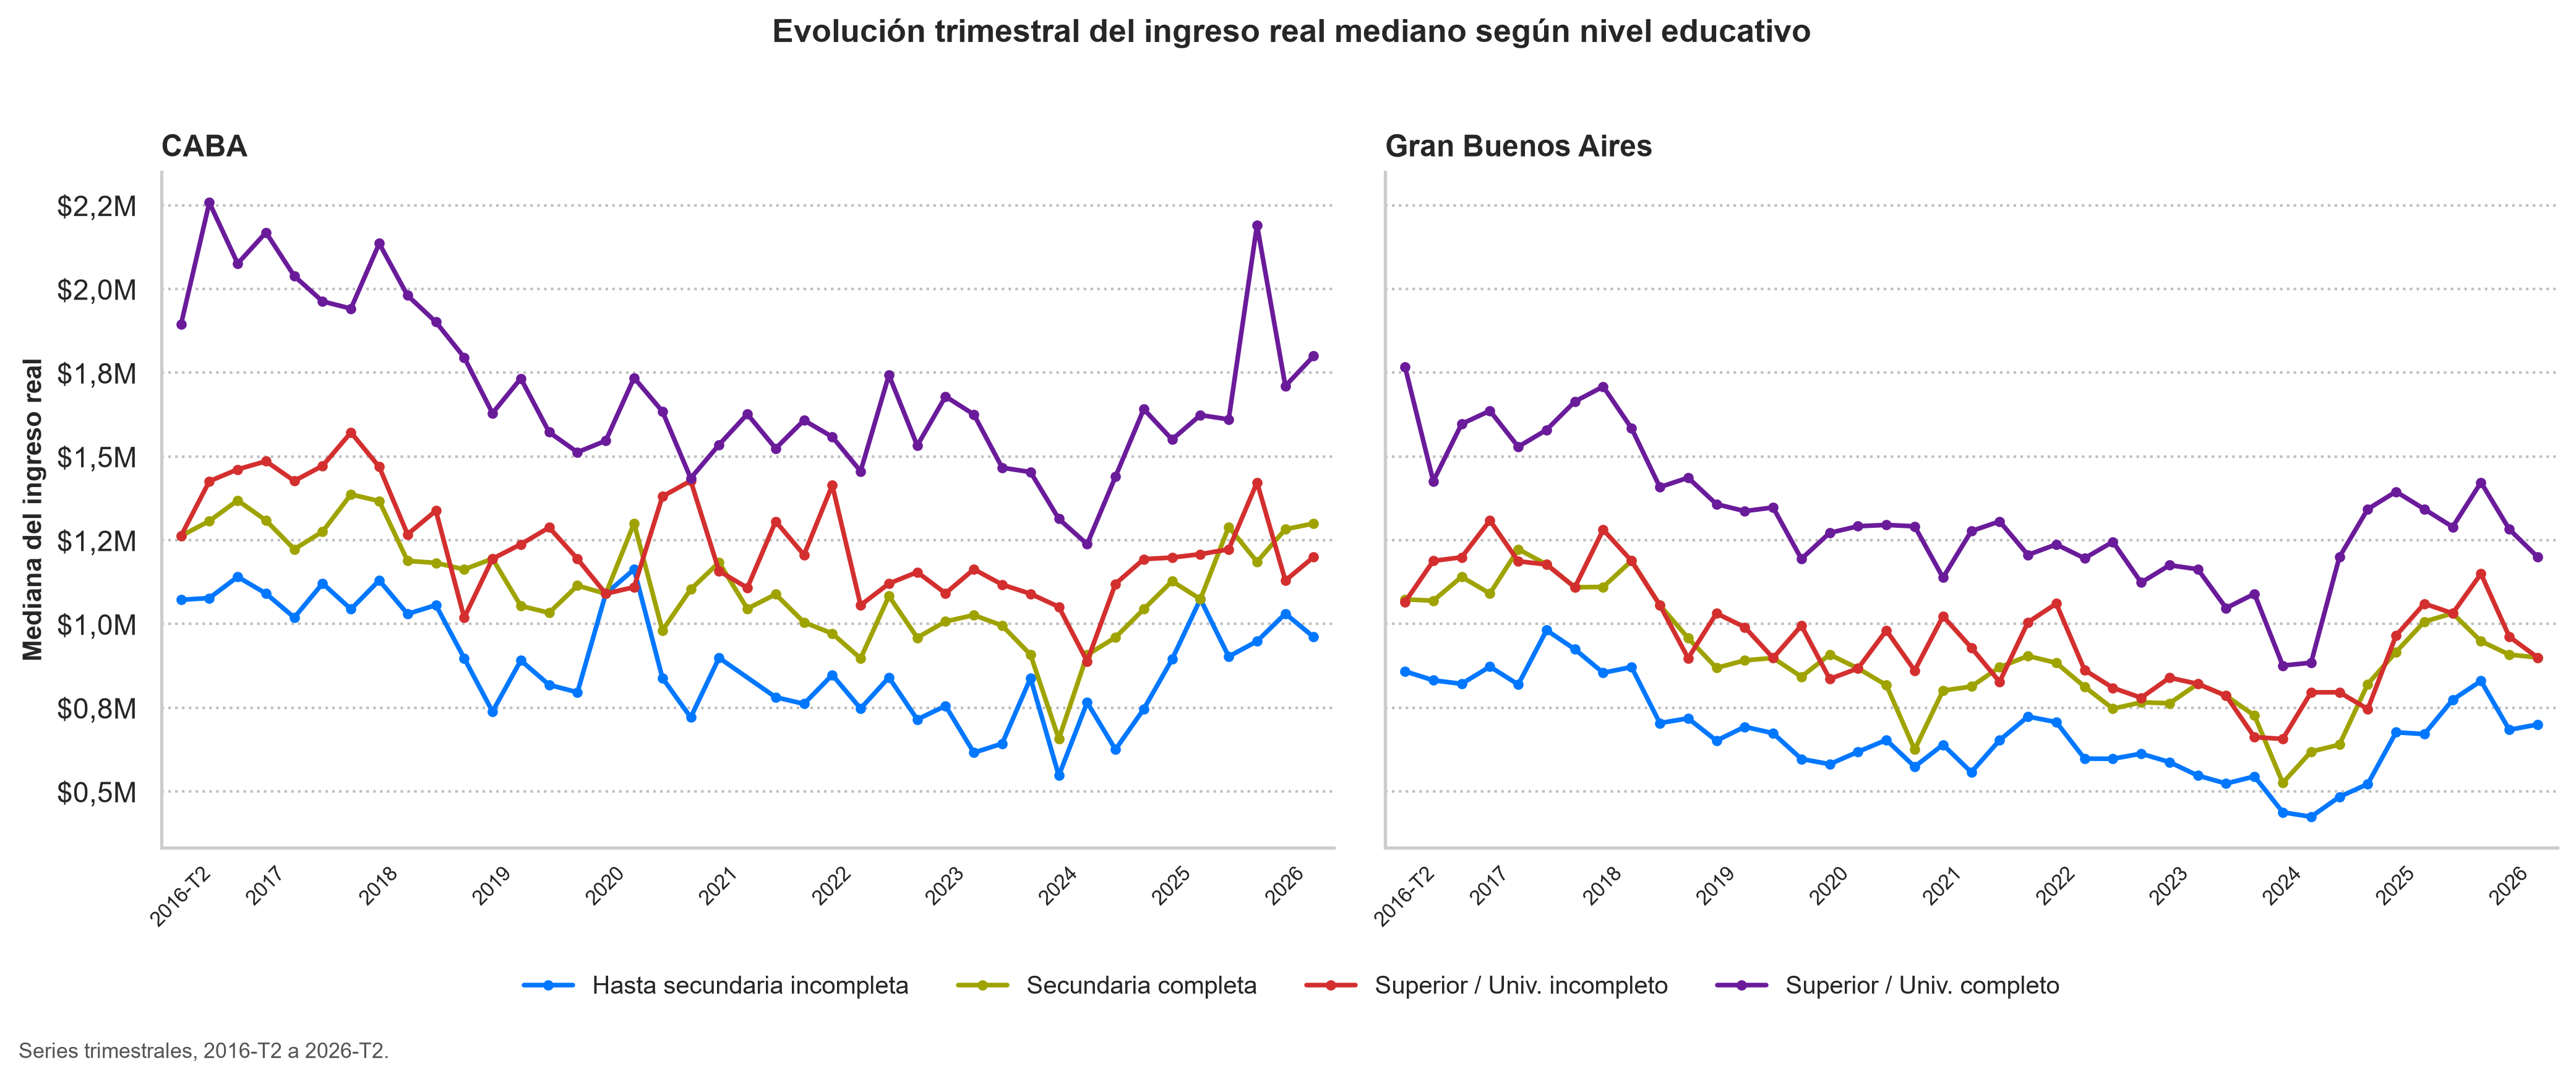 Evolución trimestral del ingreso real mediano según nivel educativo
CABA
Gran Buenos Aires
Mediana del ingreso real
$2,2M
$2,0M
$1,8M
$1,5M
$1,2M
$1,0M
$0,8M
$0,5M
2016-T2 2017 2018 2019 2020 2021 2022 2023 2024 2025 2026
2016-T2 2017 2018 2019 2020 2021 2022 2023 2024 2025 2026
Hasta secundaria incompleta Secundaria completa Superior / Univ. incompleto Superior / Univ. completo
Series trimestrales, 2016-T2 a 2026-T2.